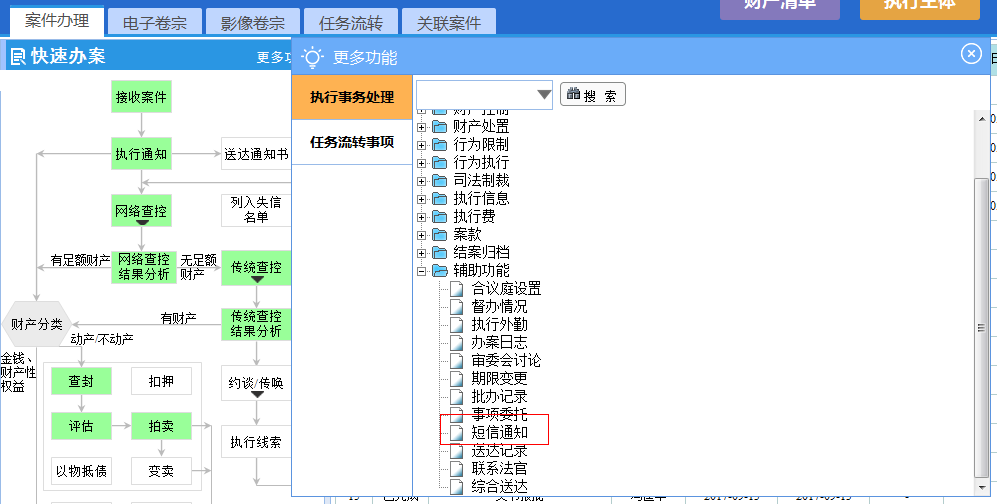 案件办理
电子卷宗
影像卷宗
任务流转
关联案件
财产清单
执行主体
快速办案
更多功
更多功能
执行事务处理
任务流转事项
搜 索
接收案件
执行通知
送达通知书
网络查控
列入失信
名单
有足额财产
网络查控
结果分析
无足额
财产
传统查控
财产分类
有财产
传统查控
结果分析
动产/不动产
金钱、
财产性
权益
查封
扣押
约谈/传唤
评估
拍卖
执行线索
以物抵债
变卖
财产控制
财产处置
行为限制
行为执行
司法制裁
执行信息
执行费
案款
结案归档
辅助功能
合议庭设置
督办情况
执行外勤
办案日志
审委会讨论
期限变更
批办记录
事项委托
短信通知
送达记录
联系法官
综合送达